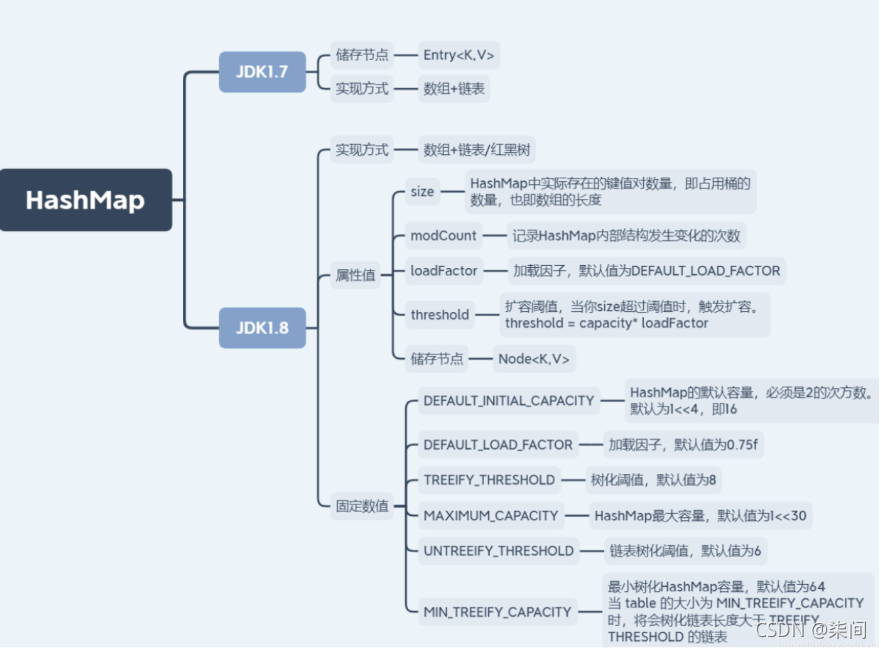 HashMap
JDK1.7
储存节点
Entry<K,V>
实现方式
数组+链表
JDK1.8
实现方式
数组+链表/红黑树
属性值
size
HashMap中实际存在的键值对数量，即占用桶的
数量，也即数组的长度
modCount
记录HashMap内部结构发生变化的次数
loadFactor
加载因子，默认值为DEFAULT_LOAD_FACTOR
threshold
扩容阈值，当你size超过阈值时，触发扩容。
threshold = capacity* loadFactor
储存节点
Node<K,V>
固定数值
DEFAULT_INITIAL_CAPACITY
HashMap的默认容量，必须是2的次方数。
默认为1<<4，即16
DEFAULT_LOAD_FACTOR
加载因子，默认值为0.75f
TREEIFY_THRESHOLD
树化阈值，默认值为8
MAXIMUM_CAPACITY
HashMap最大容量，默认值为1<<30
UNTREEIFY_THRESHOLD
链表树化阈值，默认值为6
MIN_TREEIFY_CAPACITY
最小树化HashMap容量，默认值为64
当 table 的大小为 MIN_TREEIFY_CAPACITY
时，将会树化链表长度大于 TREEIFY_
THRESHOLD 的链表
CSDN @柒间